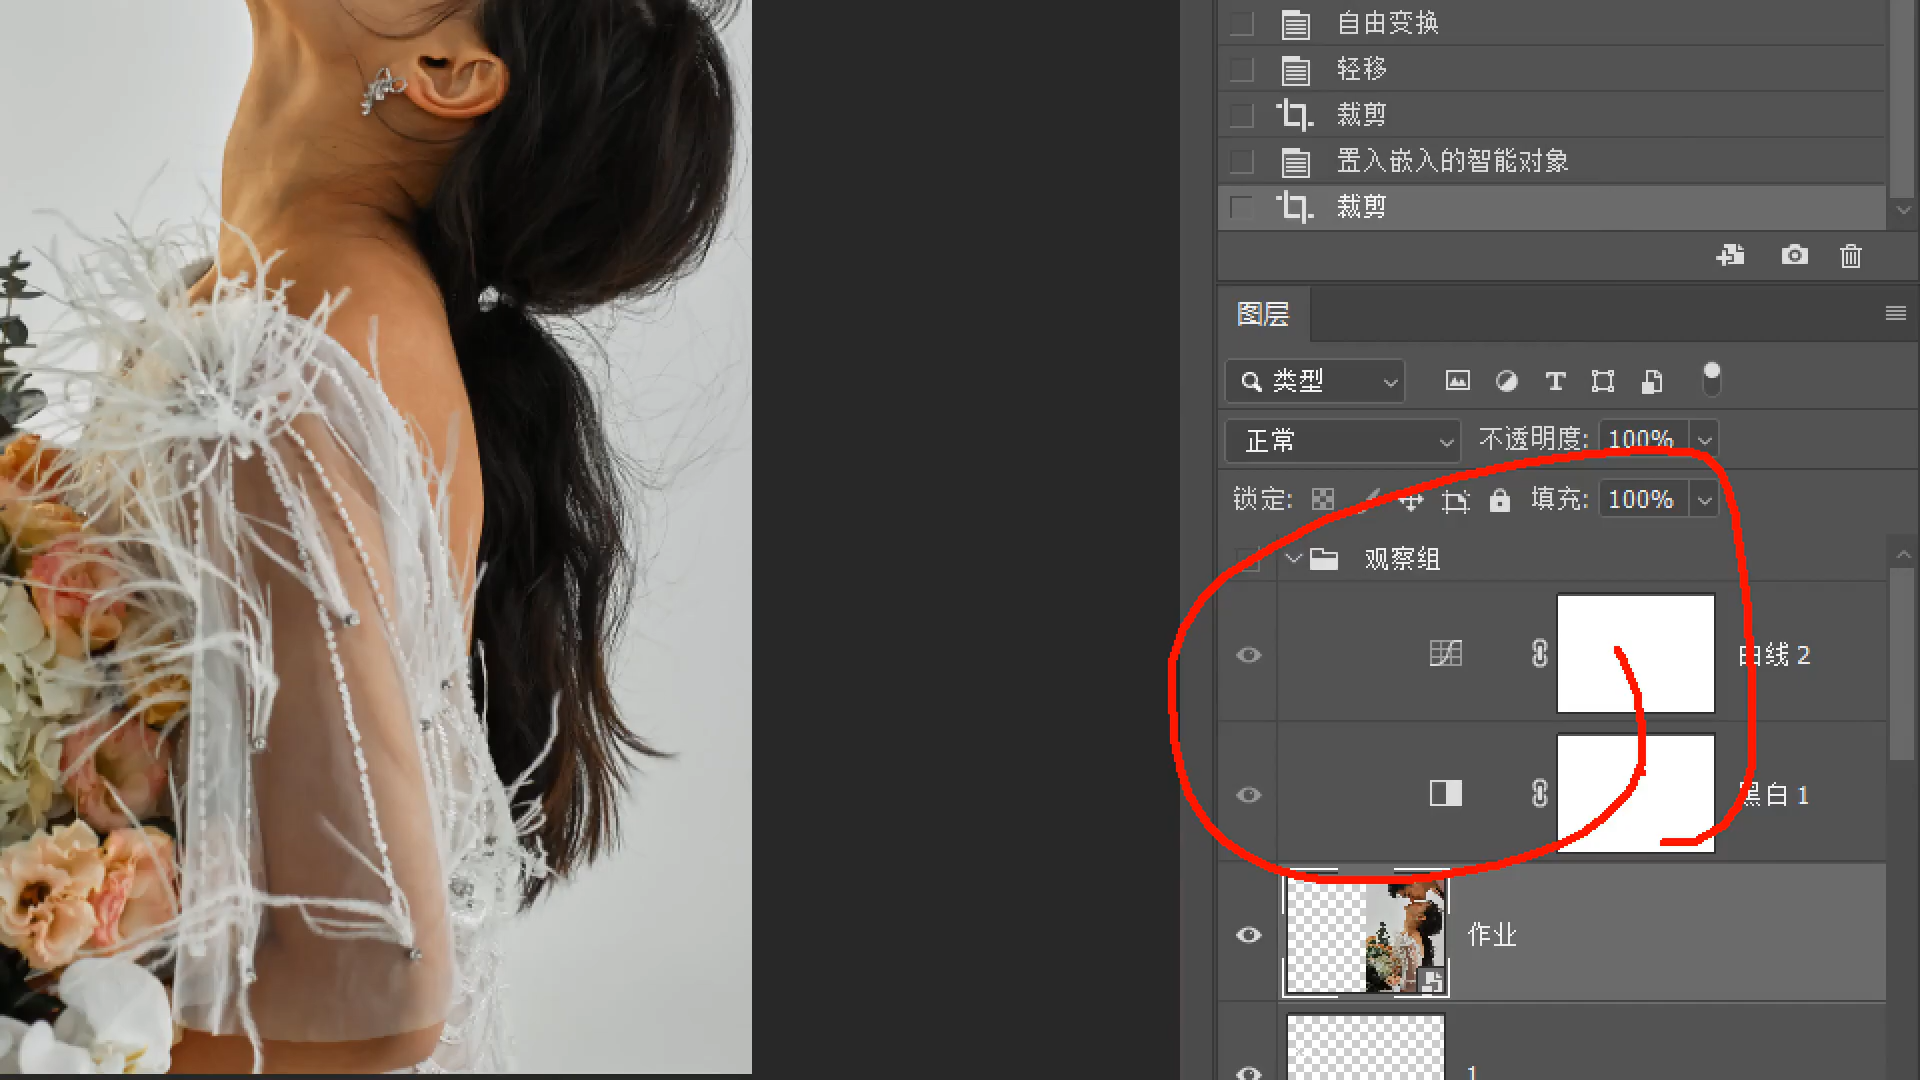 自由变换
轻移
裁剪
置入嵌入的智能对象
裁剪
图层
类型
正常
不透明度: 100%
锁定:
填充: 100%
观察组
曲线 2
黑白 1
作业
1